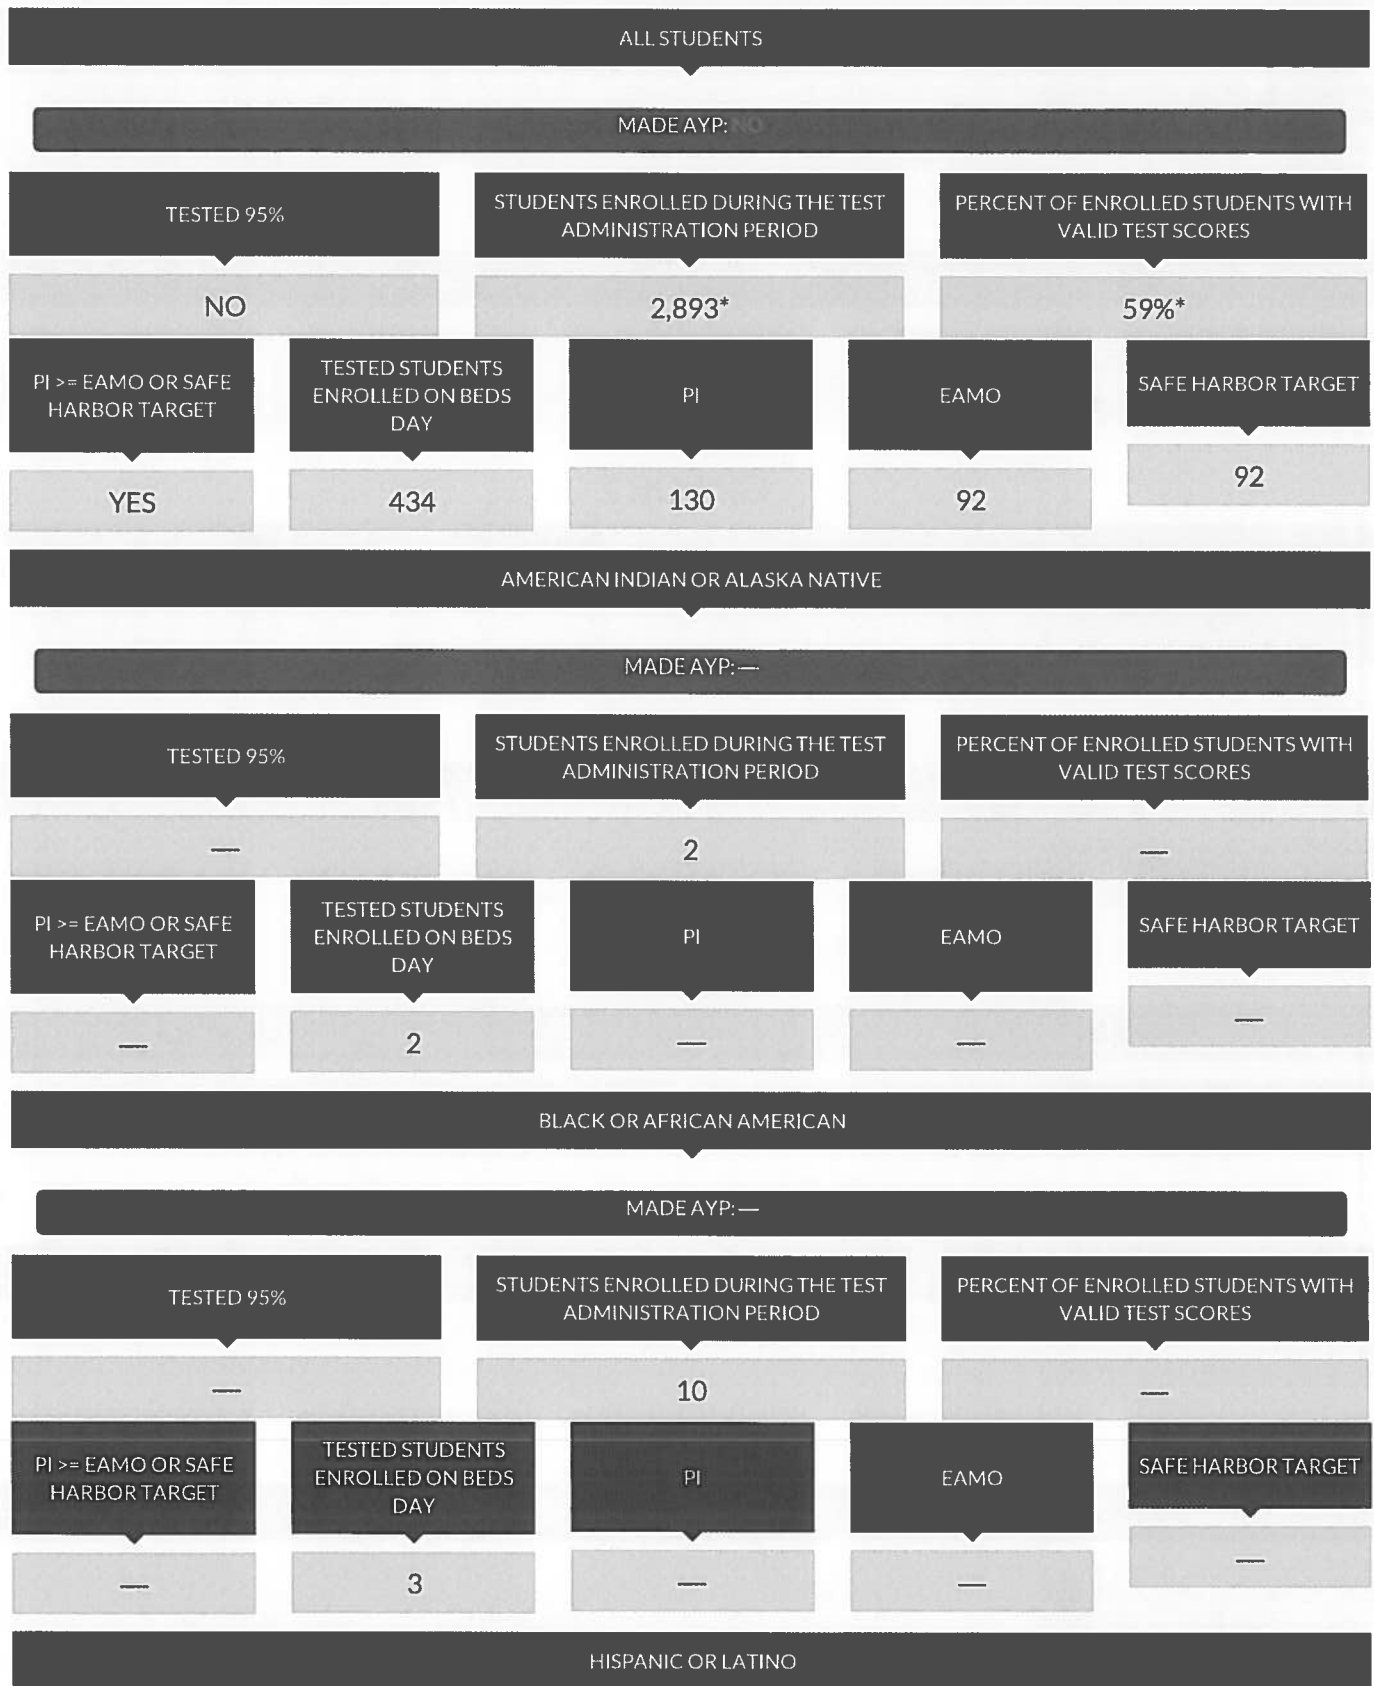 ALL STUDENTS
MADE AYP: NO
TESTED 95%
STUDENTS ENROLLED DURING THE TEST
ADMINISTRATION PERIOD
PERCENT OF ENROLLED STUDENTS WITH
VALID TEST SCORES
NO
2,893*
59%*
PI >= EAMO OR SAFE
HARBOR TARGET
TESTED STUDENTS
ENROLLED ON BEDS
DAY
PI
EAMO
SAFE HARBOR TARGET
YES
434
130
92
92
AMERICAN INDIAN OR ALASKA NATIVE
MADE AYP: —
TESTED 95%
STUDENTS ENROLLED DURING THE TEST
ADMINISTRATION PERIOD
PERCENT OF ENROLLED STUDENTS WITH
VALID TEST SCORES
—
2
—
PI >= EAMO OR SAFE
HARBOR TARGET
TESTED STUDENTS
ENROLLED ON BEDS
DAY
PI
EAMO
SAFE HARBOR TARGET
—
2
—
—
—
BLACK OR AFRICAN AMERICAN
MADE AYP: —
TESTED 95%
STUDENTS ENROLLED DURING THE TEST
ADMINISTRATION PERIOD
PERCENT OF ENROLLED STUDENTS WITH
VALID TEST SCORES
—
10
—
PI >= EAMO OR SAFE
HARBOR TARGET
TESTED STUDENTS
ENROLLED ON BEDS
DAY
PI
EAMO
SAFE HARBOR TARGET
—
3
—
—
—
HISPANIC OR LATINO